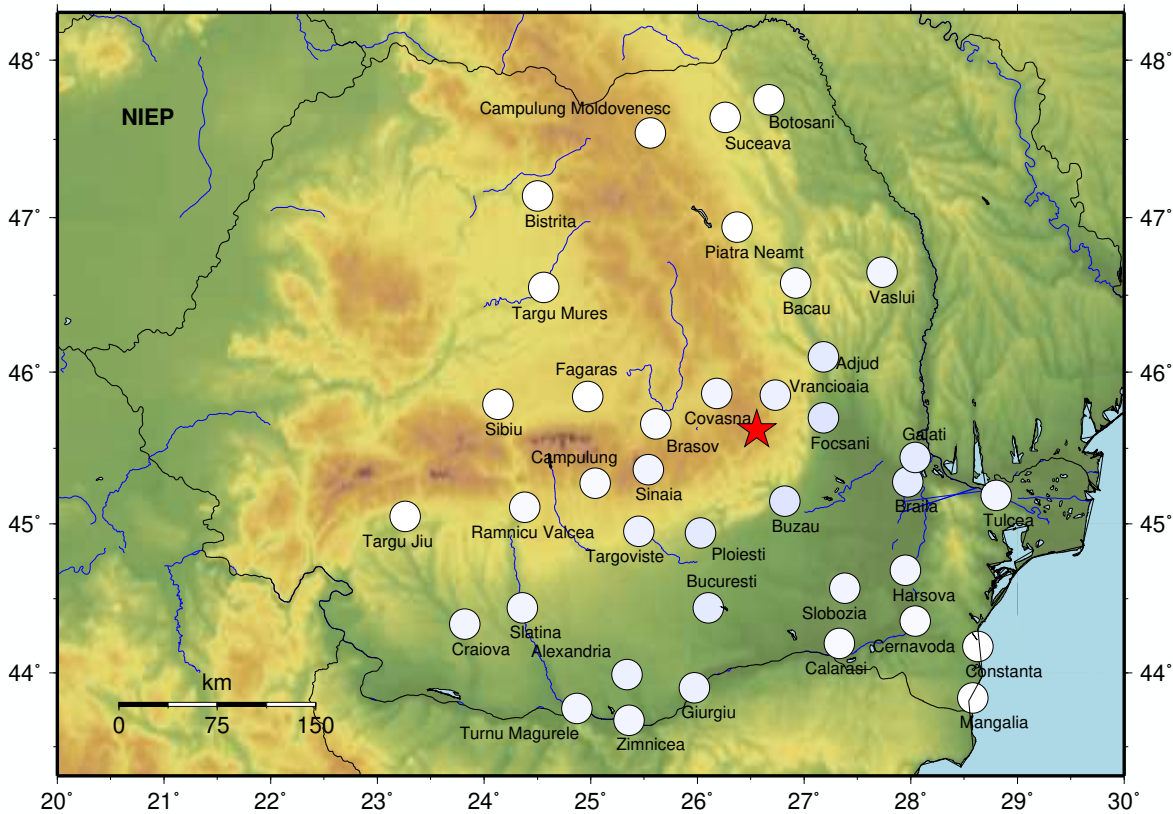 48˚
47˚
46˚
45˚
44˚
48˚
47˚
46˚
45˚
44˚
NIEP
Campulung Moldovenesc
Botosani
Suceava
Bistrita
Piatra Neamt
Targu Mures
Bacau
Vaslui
Fagaras
Adjud
Vrancioaia
Sibiu
Covasna
Focsani
Brasov
Galati
Campulung
Sinaia
Braila
Tulcea
Targu Jiu
Ramnicu Valcea
Buzau
Targoviste
Ploiesti
Bucuresti
Harsova
Slobozia
Slatina
Craiova
Alexandria
Cernavoda
Calarasi
Constanta
km
0 75 150
Giurgiu
Mangalia
Turnu Magurele
Zimnicea
20˚ 21˚ 22˚ 23˚ 24˚ 25˚ 26˚ 27˚ 28˚ 29˚ 30˚